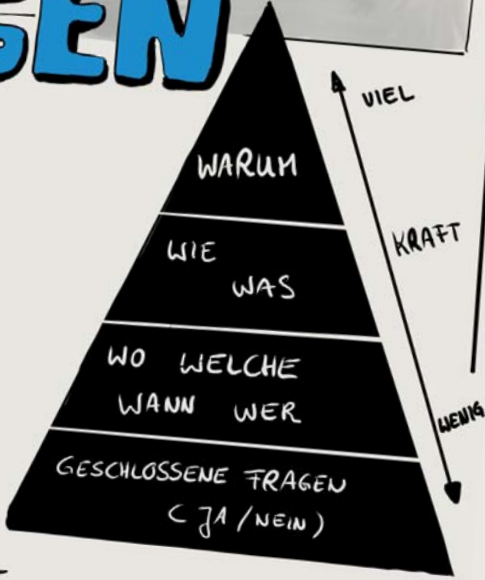 GEN
WARUM
WIE
WAS
WO WELCHE
WANN WER
GESCHLOSSENE FRAGEN
(JA/NEIN)
VIEL
KRAFT
WENIG